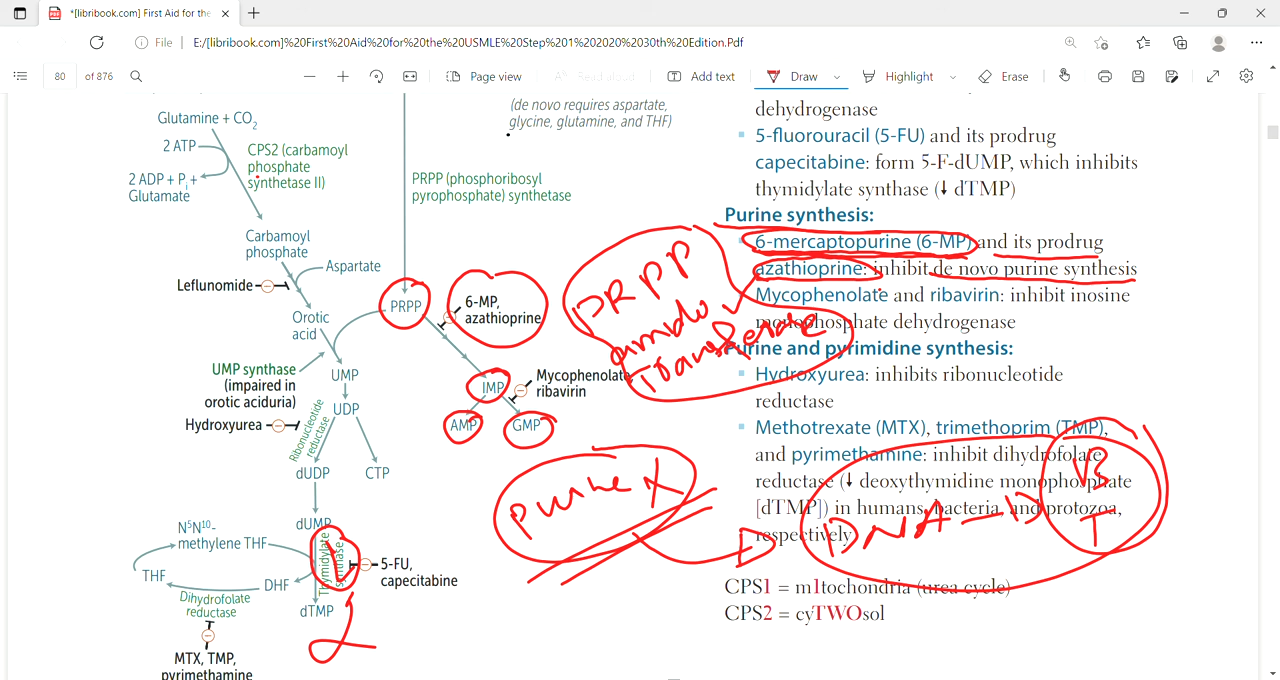 *[libribook.com] First Aid for the
File
E:/[libribook.com]%20First%20Aid%20for%20the%20USMLE%20Step%201%202020%2030th%20Edition.Pdf
80 of 876
Page view
Read aloud
Add text
Draw
Highlight
Erase
Glutamine + CO2
2 ATP
2 ADP + Pi +
Glutamate
CPS2 (carbamoyl
phosphate
synthetase II)
Carbamoyl
phosphate
Aspartate
Leflunomide
Orotic
acid
UMP synthase
(impaired in
orotic aciduria)
UMP
Hydroxyurea
UDP
Ribonucleotide
reductase
dUDP
CTP
dUMP
N5N10-
methylene THF
Thymidylate
synthase
5-FU,
capecitabine
THF
DHF
Dihydrofolate
reductase
dTMP
MTX, TMP,
pyrimethamine
(de novo requires aspartate,
glycine, glutamine, and THF)
PRPP (phosphoribosyl
pyrophosphate) synthetase
PRPP
6-MP,
azathioprine
IMP
Mycophenolate,
ribavirin
AMP
GMP
PRPP
amido
Transferase
purine X
dehydrogenase
5-fluorouracil (5-FU) and its prodrug
capecitabine: form 5-F-dUMP, which inhibits
thymidylate synthase (↓ dTMP)
Purine synthesis:
6-mercaptopurine (6-MP) and its prodrug
azathioprine: inhibit de novo purine synthesis
Mycophenolate and ribavirin: inhibit inosine
monophosphate dehydrogenase
Purine and pyrimidine synthesis:
Hydroxyurea: inhibits ribonucleotide
reductase
Methotrexate (MTX), trimethoprim (TMP),
and pyrimethamine: inhibit dihydrofolate
reductase (↓ deoxythymidine monophosphate
[dTMP]) in humans, bacteria, and protozoa,
respectively
DNA
T
CPS1 = m1tochondria (urea cycle)
CPS2 = cyTWOsol